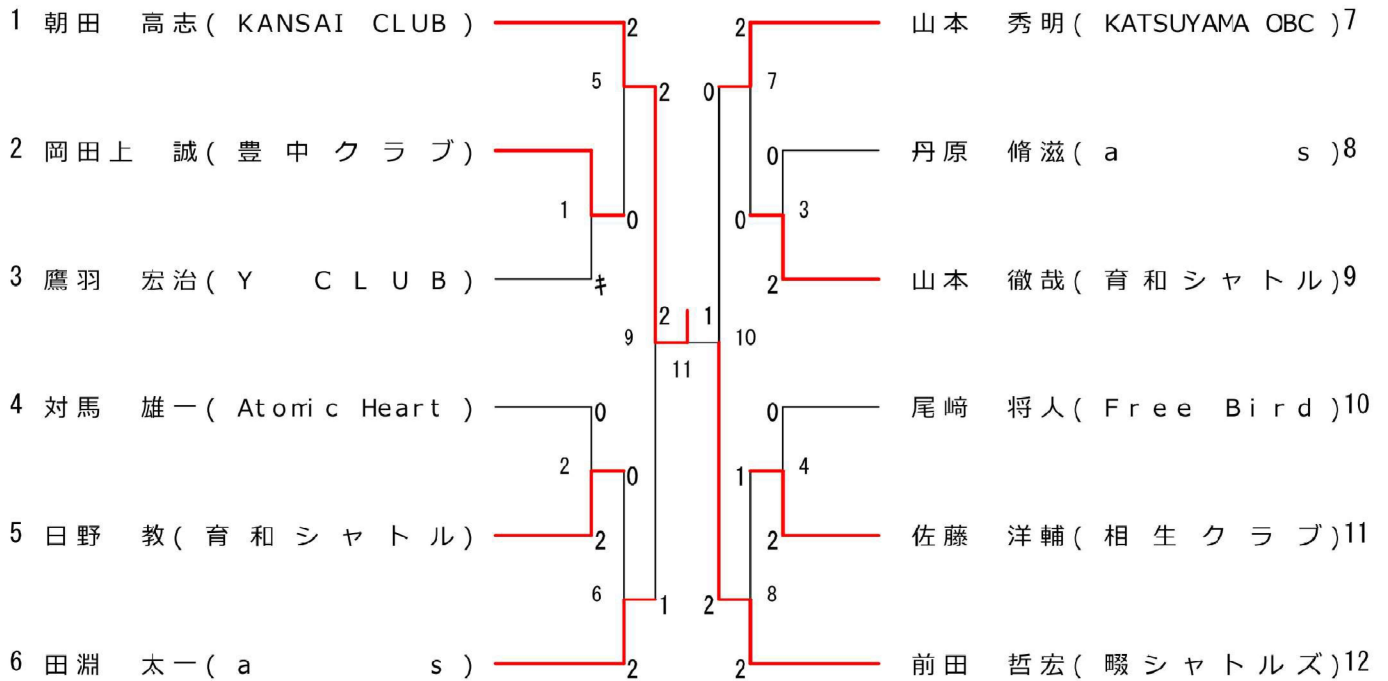 1 朝田 高志( KANSAI CLUB ) 2 2 山本 秀明( KATSUYAMA OBC )7
5 2 0 7
2 岡田上 誠( 豊中クラブ) 0 丹原 脩滋( a s )8
1 0 0 3
3 鷹羽 宏治( Y CLUB ) キ 2 山本 徹哉( 育和シャトル)9
9 2 1 10
11
4 対馬 雄一( Atomic Heart ) 0 0 尾﨑 将人( Free Bird )10
2 0 1 4
5 日野 教( 育和シャトル) 2 2 佐藤 洋輔( 相生クラブ)11
6 1 2 8
6 田淵 太一( a s ) 2 2 前田 哲宏( 畷シャトルズ)12